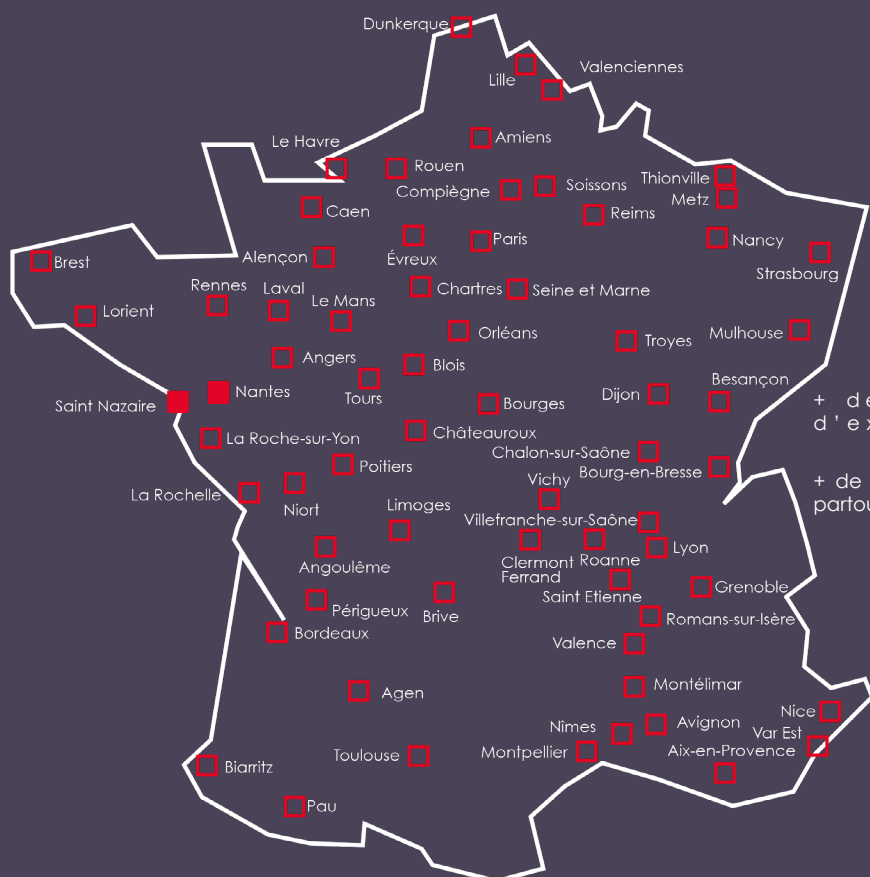 Dunkerque
Lille
Valenciennes
Amiens
Le Havre
Rouen
Compiègne
Soissons
Thionville
Metz
Reims
Caen
Alençon
Évreux
Paris
Nancy
Strasbourg
Brest
Rennes
Laval
Le Mans
Chartres
Seine et Marne
Lorient
Orléans
Troyes
Mulhouse
Angers
Blois
Besançon
Tours
Dijon
Saint Nazaire
Nantes
Bourges
+ de
d'ex
La Roche-sur-Yon
Châteauroux
Chalon-sur-Saône
Poitiers
Bourg-en-Bresse
Vichy
+ de
partou
La Rochelle
Niort
Limoges
Villefranche-sur-Saône
Lyon
Angoulême
Clermont
Ferrand
Roanne
Saint Etienne
Grenoble
Périgueux
Brive
Romans-sur-Isère
Bordeaux
Valence
Agen
Montélimar
Nice
Nîmes
Avignon
Var Est
Montpellier
Aix-en-Provence
Toulouse
Biarritz
Pau